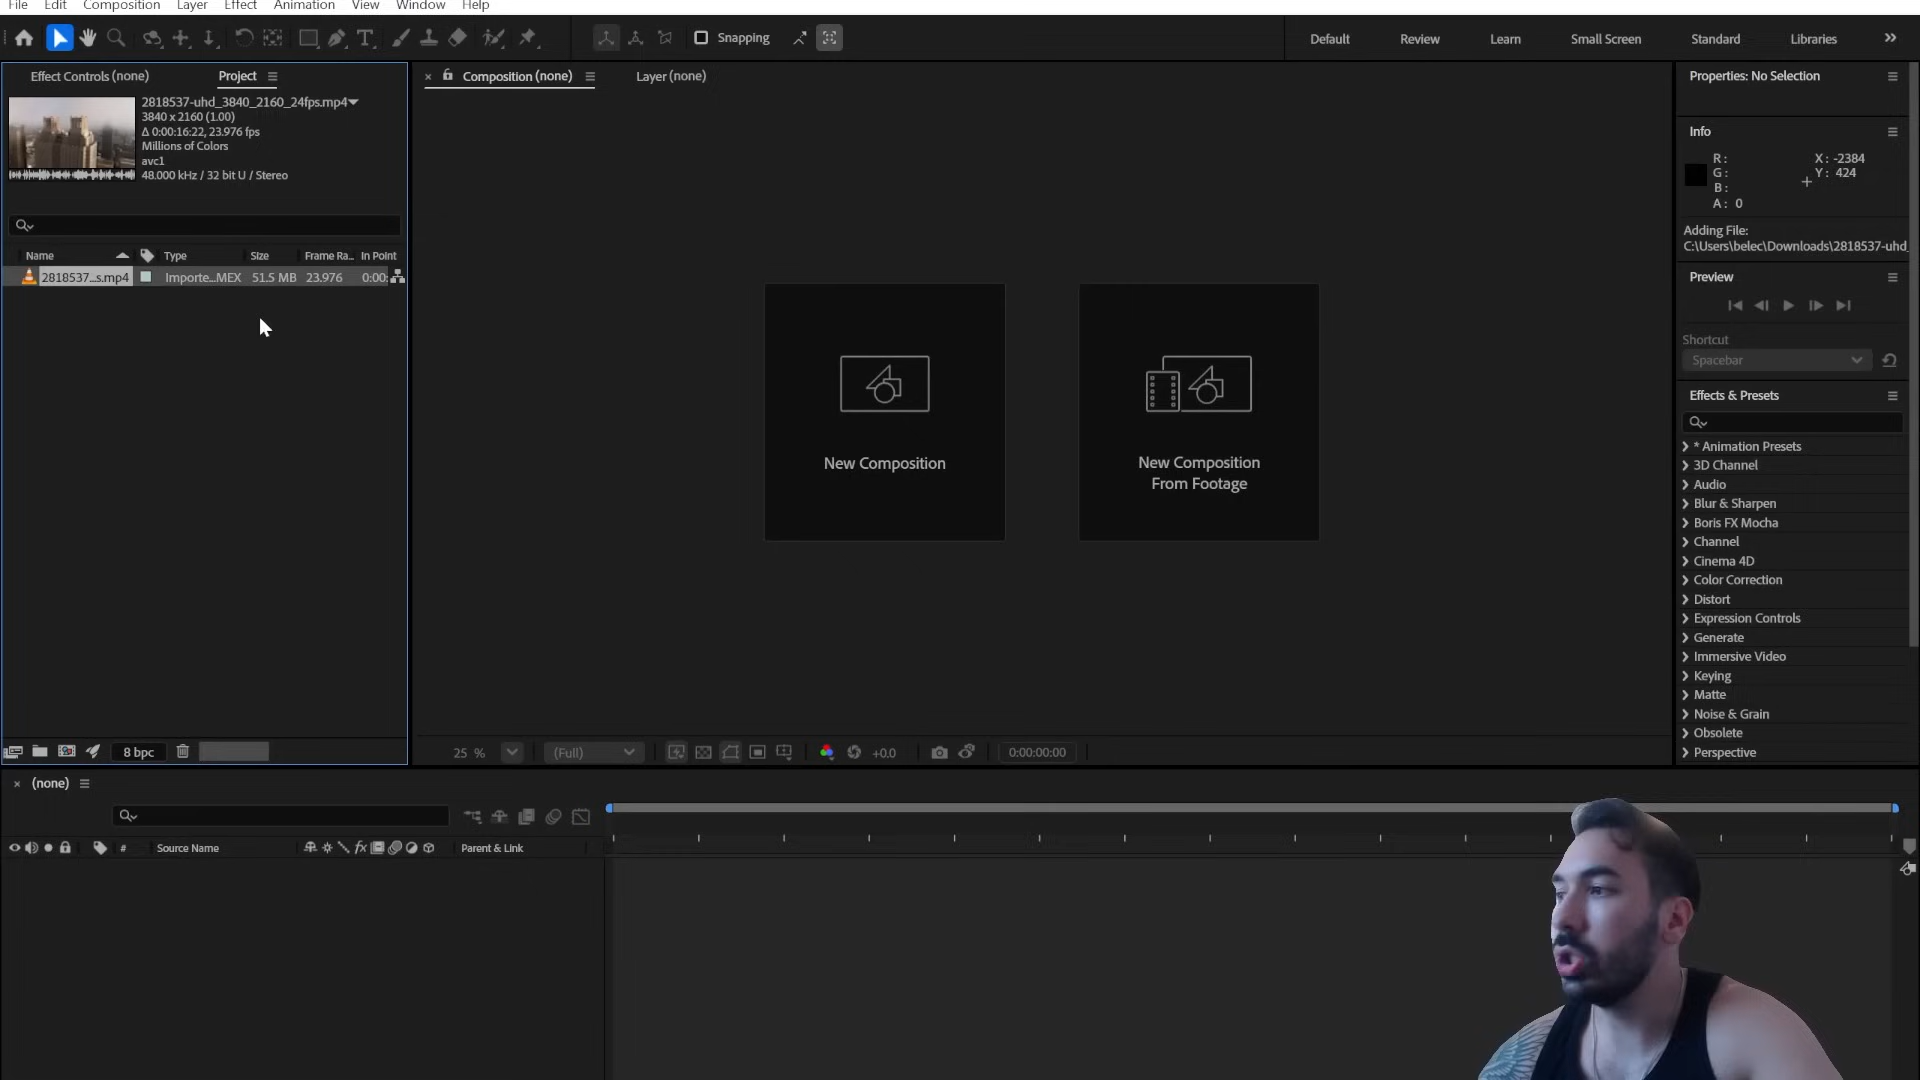 File Edit Composition Layer Effect Animation View Window Help
Snapping
Default Review Learn Small Screen Standard Libraries
Effect Controls (none) Project
2818537-uhd_3840_2160_24fps.mp4
3840 x 2160 (1.00)
Δ 0:00:16:22, 23.976 fps
Millions of Colors
avc1
48.000 kHz / 32 bit U / Stereo
Name Type Size Frame Ra... In Point
2818537...s.mp4 Importe...MEX 51.5 MB 23.976 0:00:
8 bpc
Composition (none) Layer (none)
New Composition
New Composition
From Footage
25 % (Full) +0.0 0:00:00:00
Properties: No Selection
Info
R: X: -2384
G: Y: 424
B:
A: 0
Adding File:
C:\Users\belec\Downloads\2818537-uhd_
Preview
Shortcut
Spacebar
Effects & Presets
* Animation Presets
3D Channel
Audio
Blur & Sharpen
Boris FX Mocha
Channel
Cinema 4D
Color Correction
Distort
Expression Controls
Generate
Immersive Video
Keying
Matte
Noise & Grain
Obsolete
Perspective
(none)
# Source Name fx Parent & Link